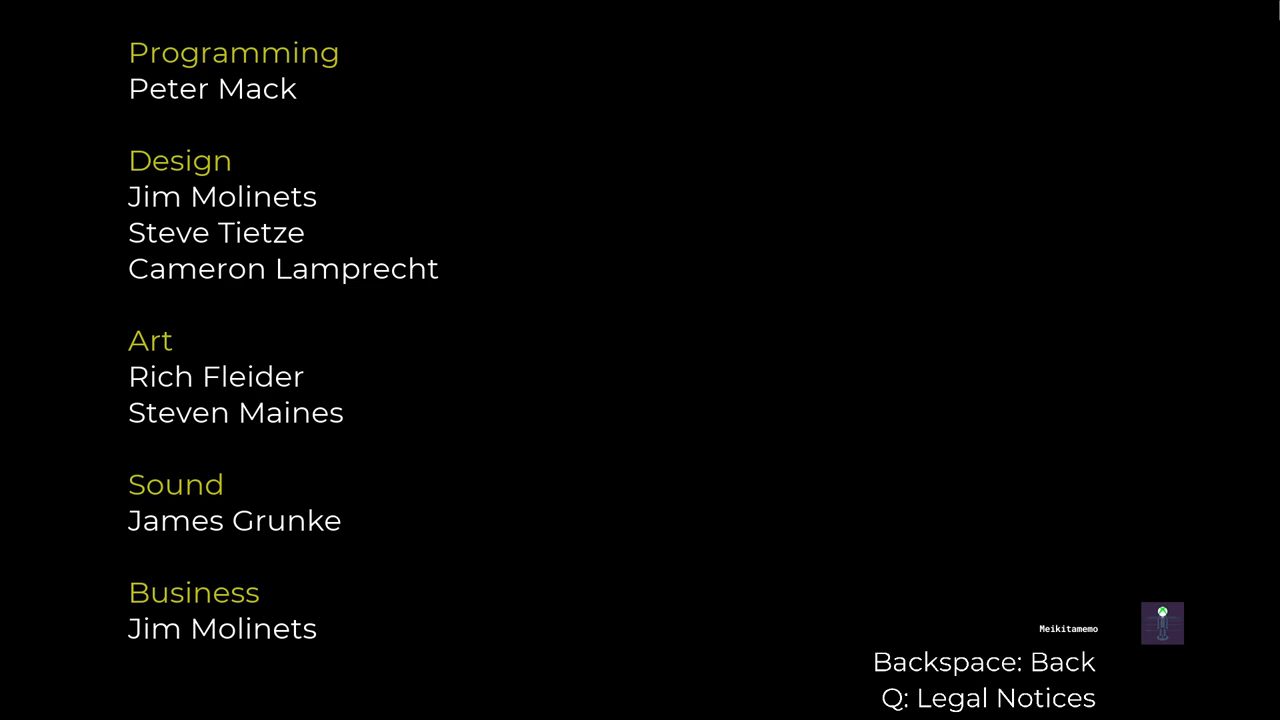 Programming
Peter Mack
Design
Jim Molinets
Steve Tietze
Cameron Lamprecht
Art
Rich Fleider
Steven Maines
Sound
James Grunke
Business
Jim Molinets
Meikitamemo
Backspace: Back
Q: Legal Notices